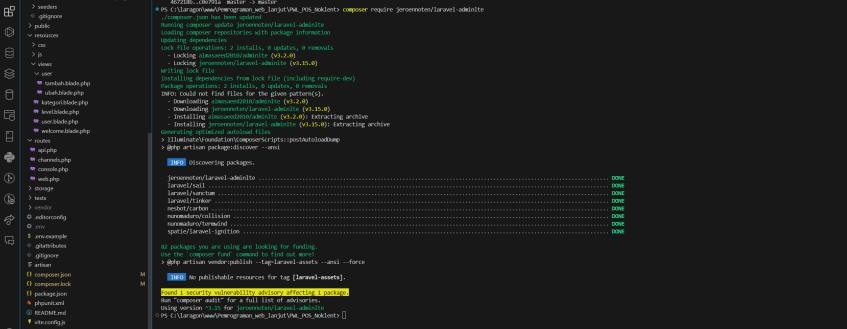 seeders
.gitignore
public
resources
css
js
views
user
tambah.blade.php
ubah.blade.php
kategori.blade.php
level.blade.php
user.blade.php
welcome.blade.php
routes
api.php
channels.php
console.php
web.php
storage
tests
vendor
.editorconfig
.env
.env.example
.gitattributes
.gitignore
artisan
composer.json M
composer.lock M
package.json
phpunit.xml
README.md
vite.config.js
master -> master
PS C:\laragon\www\Pemrograman_web_lanjut\PWL_POS_Noklent> composer require jeroennoten/laravel-adminlte
./composer.json has been updated
Running composer update jeroennoten/laravel-adminlte
Loading composer repositories with package information
Updating dependencies
Lock file operations: 2 installs, 0 updates, 0 removals
- Locking almasaeed2010/adminlte (v3.2.0)
- Locking jeroennoten/laravel-adminlte (v3.15.0)
Writing lock file
Installing dependencies from lock file (including require-dev)
Package operations: 2 installs, 0 updates, 0 removals
INFO: Could not find files for the given pattern(s).
- Downloading almasaeed2010/adminlte (v3.2.0)
- Downloading jeroennoten/laravel-adminlte (v3.15.0)
- Installing almasaeed2010/adminlte (v3.2.0): Extracting archive
- Installing jeroennoten/laravel-adminlte (v3.15.0): Extracting archive
Generating optimized autoload files
> Illuminate\Foundation\ComposerScripts::postAutoloadDump
> @php artisan package:discover --ansi
INFO Discovering packages.
jeroennoten/laravel-adminlte DONE
laravel/sail DONE
laravel/sanctum DONE
laravel/tinker DONE
nesbot/carbon DONE
nunomaduro/collision DONE
nunomaduro/termwind DONE
spatie/laravel-ignition DONE
82 packages you are using are looking for funding.
Use the `composer fund` command to find out more!
> @php artisan vendor:publish --tag=laravel-assets --ansi --force
INFO No publishable resources for tag [laravel-assets].
Found 1 security vulnerability advisory affecting 1 package.
Run "composer audit" for a full list of advisories.
Using version ^3.15 for jeroennoten/laravel-adminlte
PS C:\laragon\www\Pemrograman_web_lanjut\PWL_POS_Noklent>